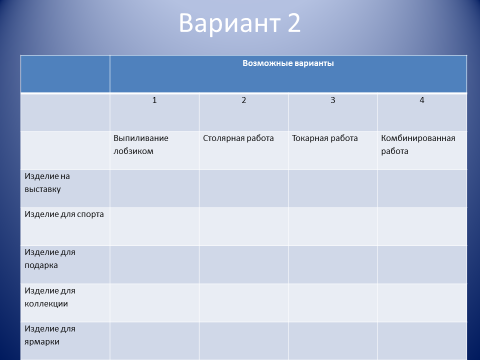 Вариант 2
Возможные варианты
1 2 3 4
Выпиливание Столярная работа Токарная работа Комбинированная
лобзиком работа
Изделие на
выставку
Изделие для спорта
Изделие для
подарка
Изделие для
коллекции
Изделие для
ярмарки